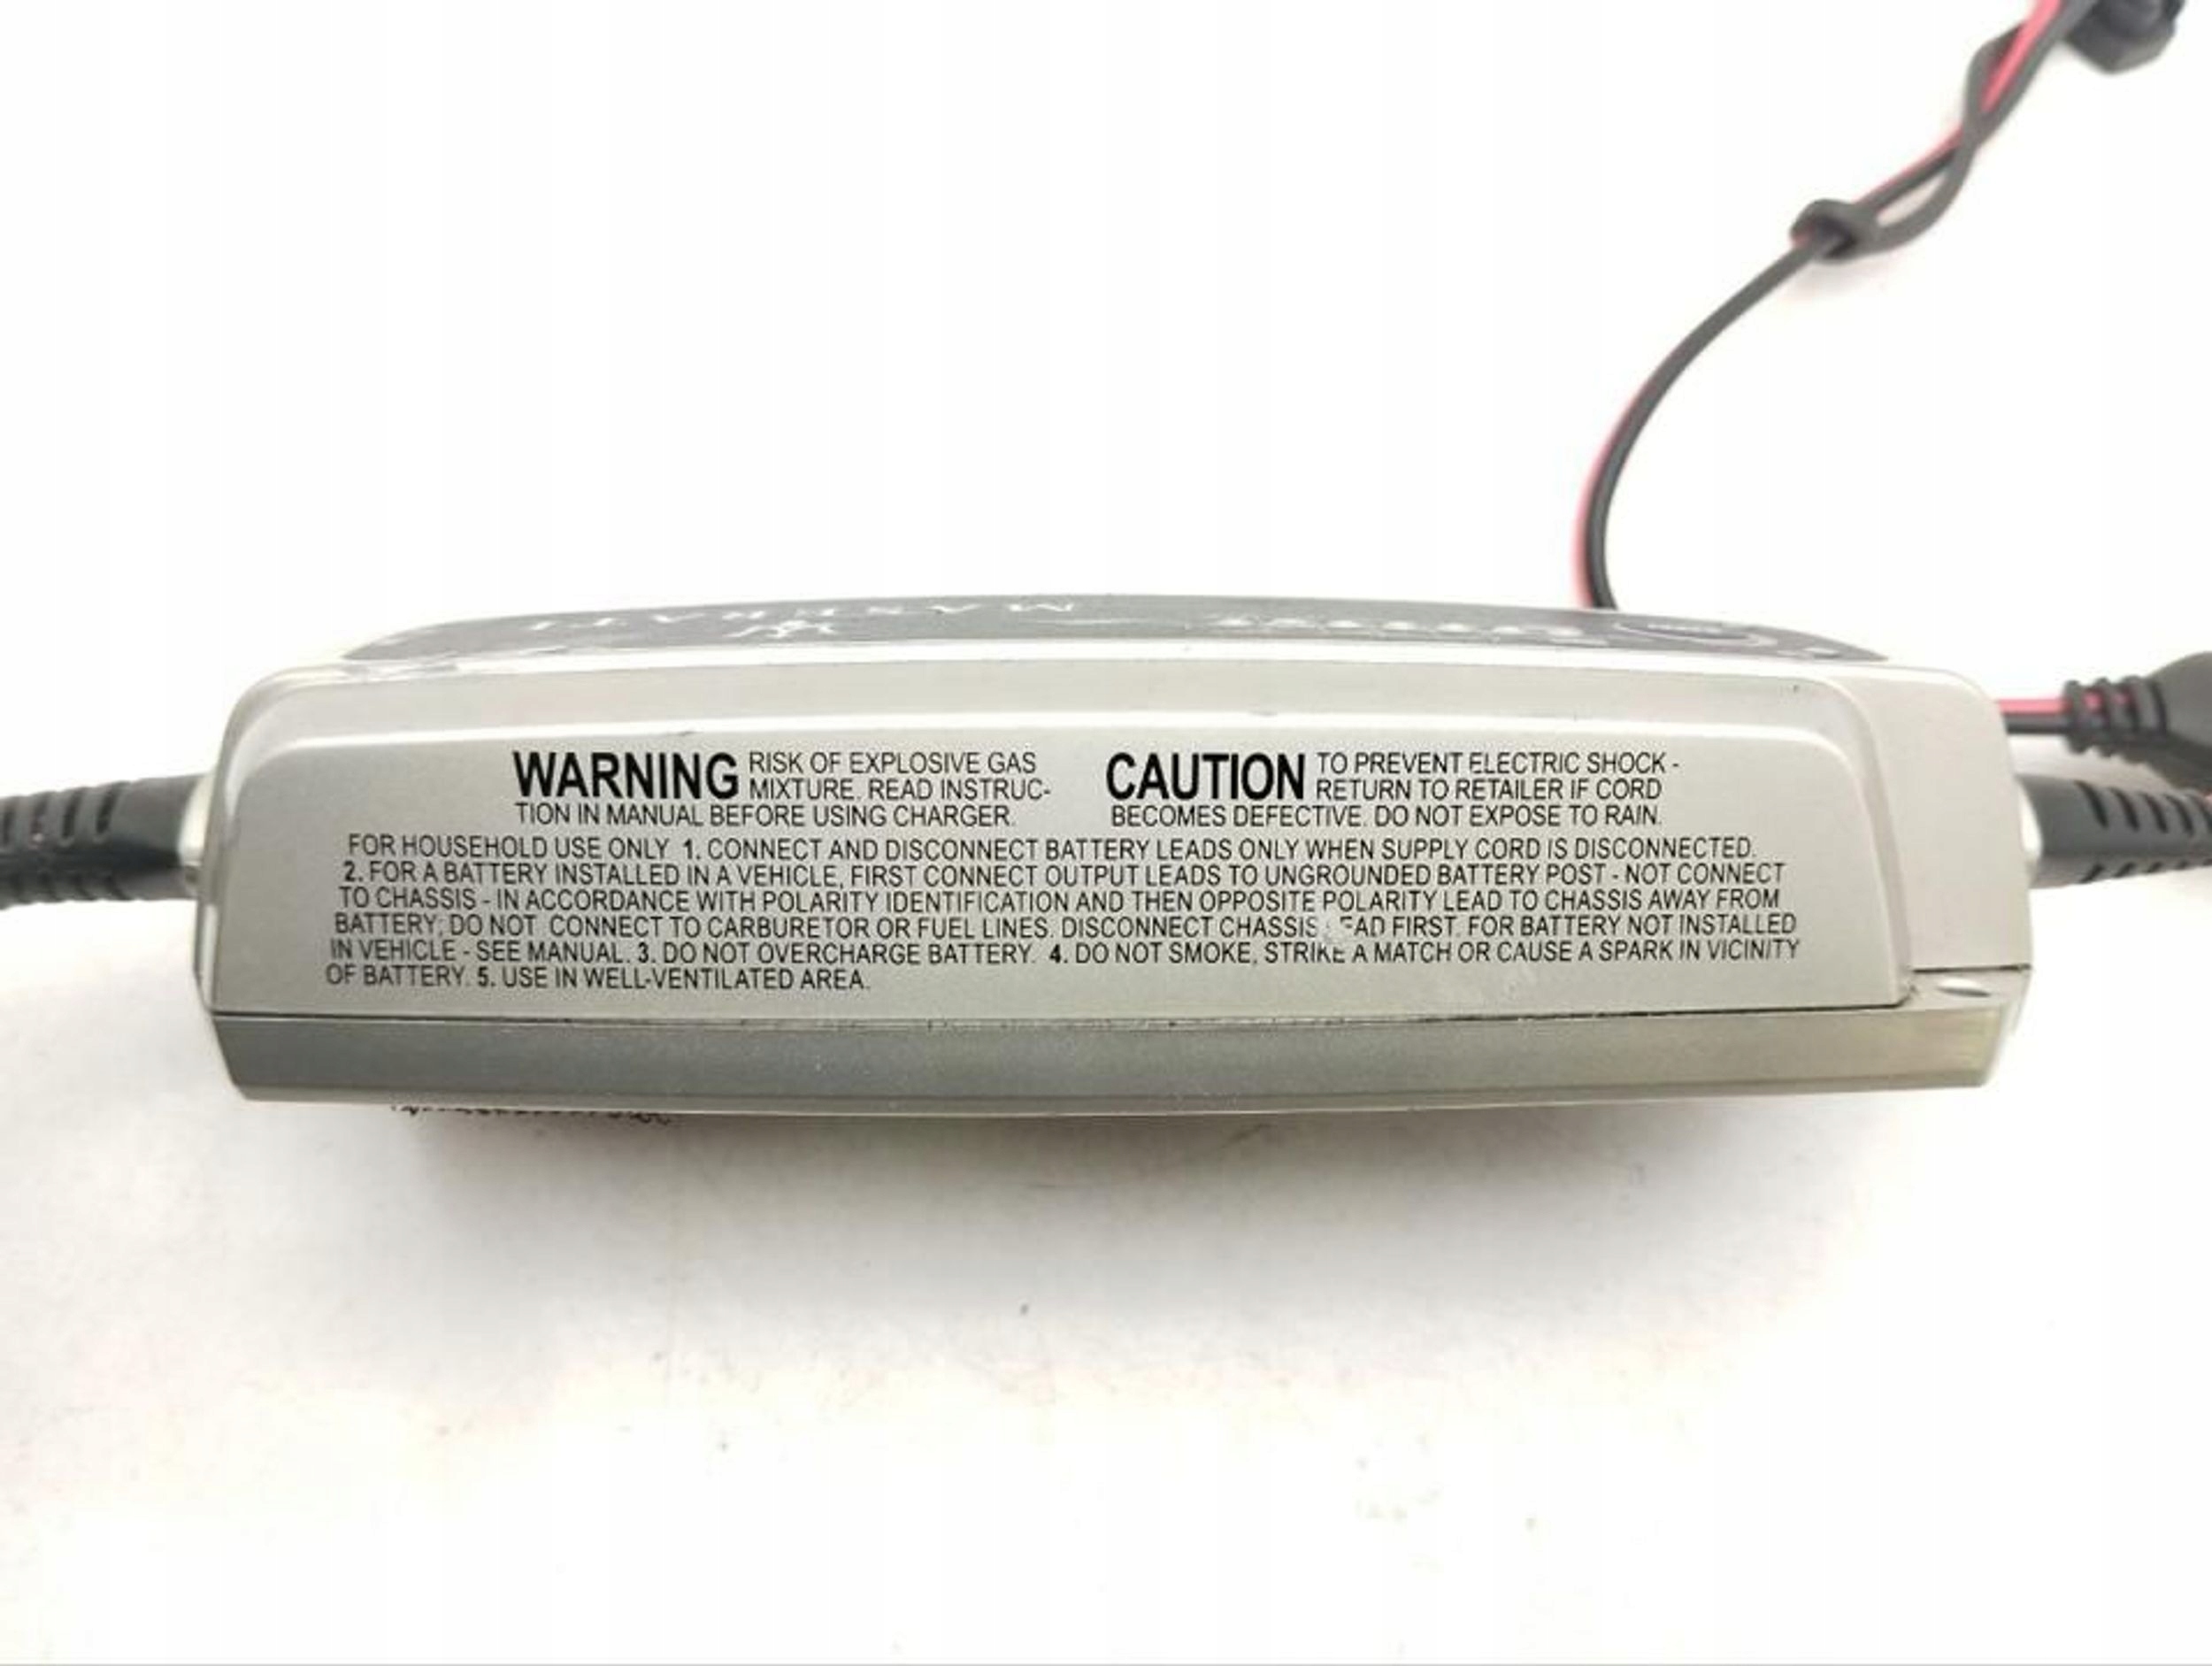 MASERATI
WARNING RISK OF EXPLOSIVE GAS
MIXTURE. READ INSTRUC-
TION IN MANUAL BEFORE USING CHARGER.
CAUTION TO PREVENT ELECTRIC SHOCK -
RETURN TO RETAILER IF CORD
BECOMES DEFECTIVE. DO NOT EXPOSE TO RAIN.
FOR HOUSEHOLD USE ONLY 1. CONNECT AND DISCONNECT BATTERY LEADS ONLY WHEN SUPPLY CORD IS DISCONNECTED.
2. FOR A BATTERY INSTALLED IN A VEHICLE, FIRST CONNECT OUTPUT LEADS TO UNGROUNDED BATTERY POST - NOT CONNECT
TO CHASSIS - IN ACCORDANCE WITH POLARITY IDENTIFICATION AND THEN OPPOSITE POLARITY LEAD TO CHASSIS AWAY FROM
BATTERY; DO NOT CONNECT TO CARBURETOR OR FUEL LINES. DISCONNECT CHASSIS LEAD FIRST. FOR BATTERY NOT INSTALLED
IN VEHICLE - SEE MANUAL. 3. DO NOT OVERCHARGE BATTERY. 4. DO NOT SMOKE, STRIKE A MATCH OR CAUSE A SPARK IN VICINITY
OF BATTERY. 5. USE IN WELL-VENTILATED AREA.